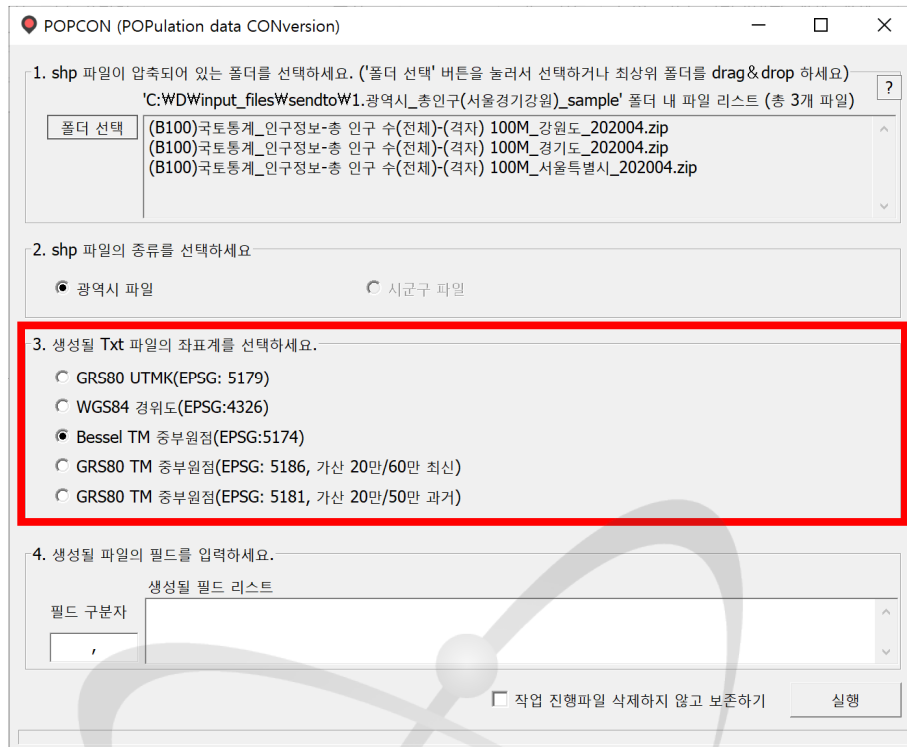 POPCON (POPulation data CONversion)
1. shp 파일이 압축되어 있는 폴더를 선택하세요. ('폴더 선택' 버튼을 눌러서 선택하거나 최상위 폴더를 drag&drop 하세요)
?
'C:₩D₩input_files₩sendto₩1.광역시_총인구(서울경기강원)_sample' 폴더 내 파일 리스트 (총 3개 파일)
폴더 선택
(B100)국토통계_인구정보-총 인구 수(전체)-(격자) 100M_강원도_202004.zip
(B100)국토통계_인구정보-총 인구 수(전체)-(격자) 100M_경기도_202004.zip
(B100)국토통계_인구정보-총 인구 수(전체)-(격자) 100M_서울특별시_202004.zip
2. shp 파일의 종류를 선택하세요
광역시 파일 시군구 파일
3. 생성될 Txt 파일의 좌표계를 선택하세요.
GRS80 UTMK(EPSG: 5179)
WGS84 경위도(EPSG:4326)
Bessel TM 중부원점(EPSG:5174)
GRS80 TM 중부원점(EPSG: 5186, 가산 20만/60만 최신)
GRS80 TM 중부원점(EPSG: 5181, 가산 20만/50만 과거)
4. 생성될 파일의 필드를 입력하세요.
생성될 필드 리스트
필드 구분자
,
작업 진행파일 삭제하지 않고 보존하기
실행